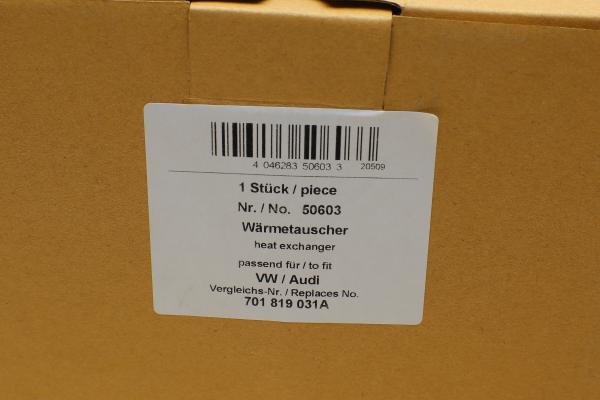 4 046283 50603 3 20509
1 Stück / piece
Nr. / No. 50603
Wärmetauscher
heat exchanger
passend für / to fit
VW / Audi
Vergleichs-Nr. / Replaces No.
701 819 031A